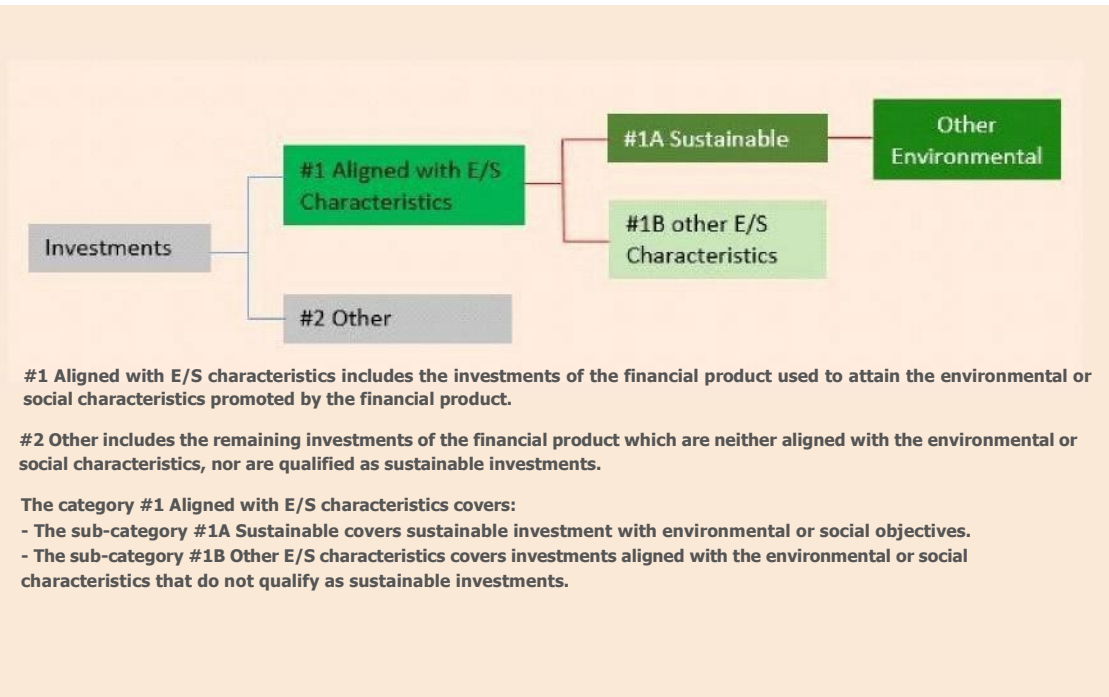 Other
Environmental
#1A Sustainable
#1 Aligned with E/S
Characteristics
#1B other E/S
Characteristics
Investments
#2 Other
#1 Aligned with E/S characteristics includes the investments of the financial product used to attain the environmental or
social characteristics promoted by the financial product.
#2 Other includes the remaining investments of the financial product which are neither aligned with the environmental or
social characteristics, nor are qualified as sustainable investments.
The category #1 Aligned with E/S characteristics covers:
- The sub-category #1A Sustainable covers sustainable investment with environmental or social objectives.
- The sub-category #1B Other E/S characteristics covers investments aligned with the environmental or social
characteristics that do not qualify as sustainable investments.